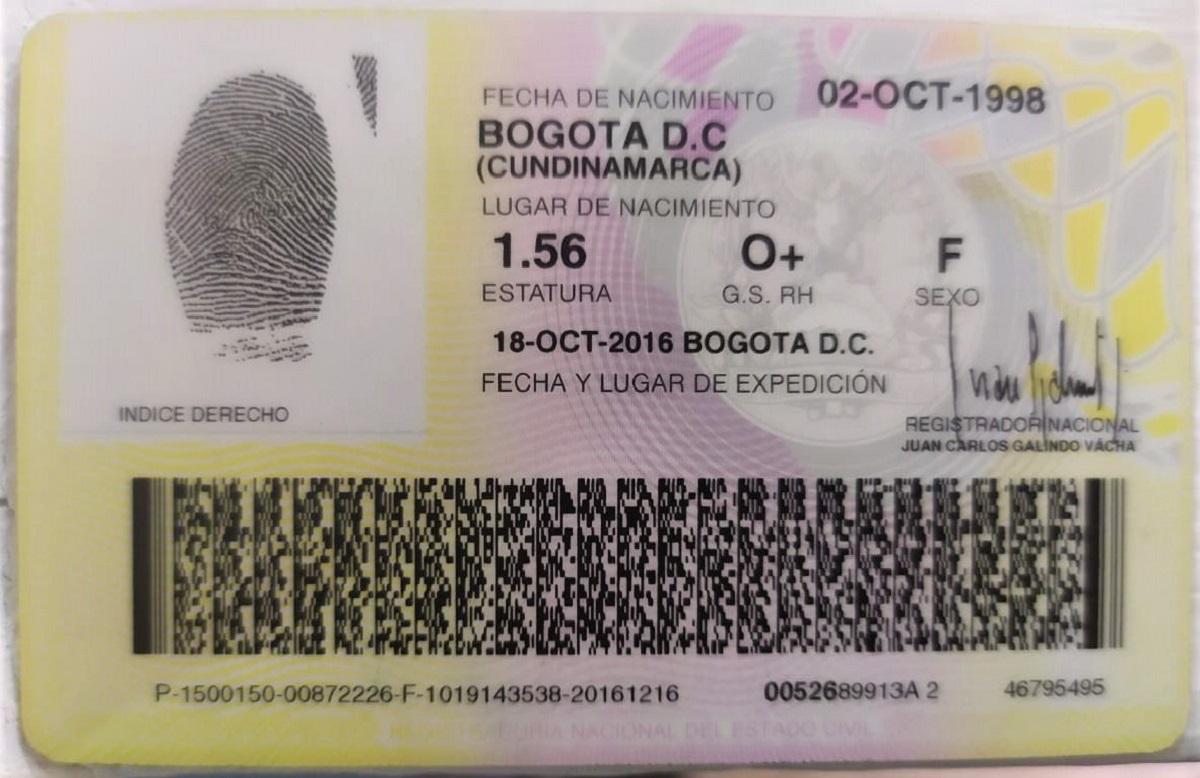 FECHA DE NACIMIENTO 02-OCT-1998
BOGOTA D.C
(CUNDINAMARCA)
LUGAR DE NACIMIENTO
1.56 O+ F
ESTATURA G.S. RH SEXO
18-OCT-2016 BOGOTA D.C.
FECHA Y LUGAR DE EXPEDICIÓN
INDICE DERECHO
REGISTRADOR NACIONAL
JUAN CARLOS GALINDO VÁCHA
P-1500150-00872226-F-1019143538-20161216 0052689913A 2 46795495
REGISTRADURIA NACIONAL DEL ESTADO CIVIL